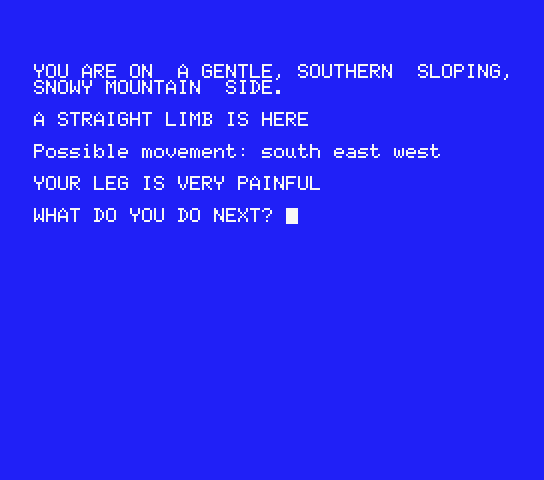 YOU ARE ON  A GENTLE, SOUTHERN  SLOPING,
SNOWY MOUNTAIN  SIDE.
A STRAIGHT LIMB IS HERE
Possible movement: south east west
YOUR LEG IS VERY PAINFUL
WHAT DO YOU DO NEXT?